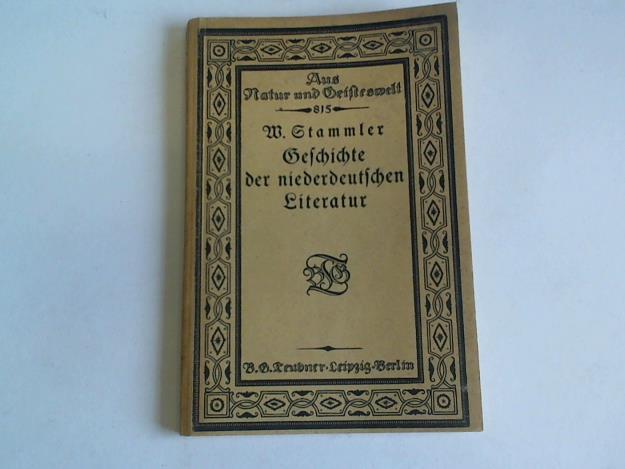 Aus
Natur und Geisteswelt
815
W. Stammler
Geschichte
der niederdeutschen
Literatur
B. G. Teubner · Leipzig · Berlin